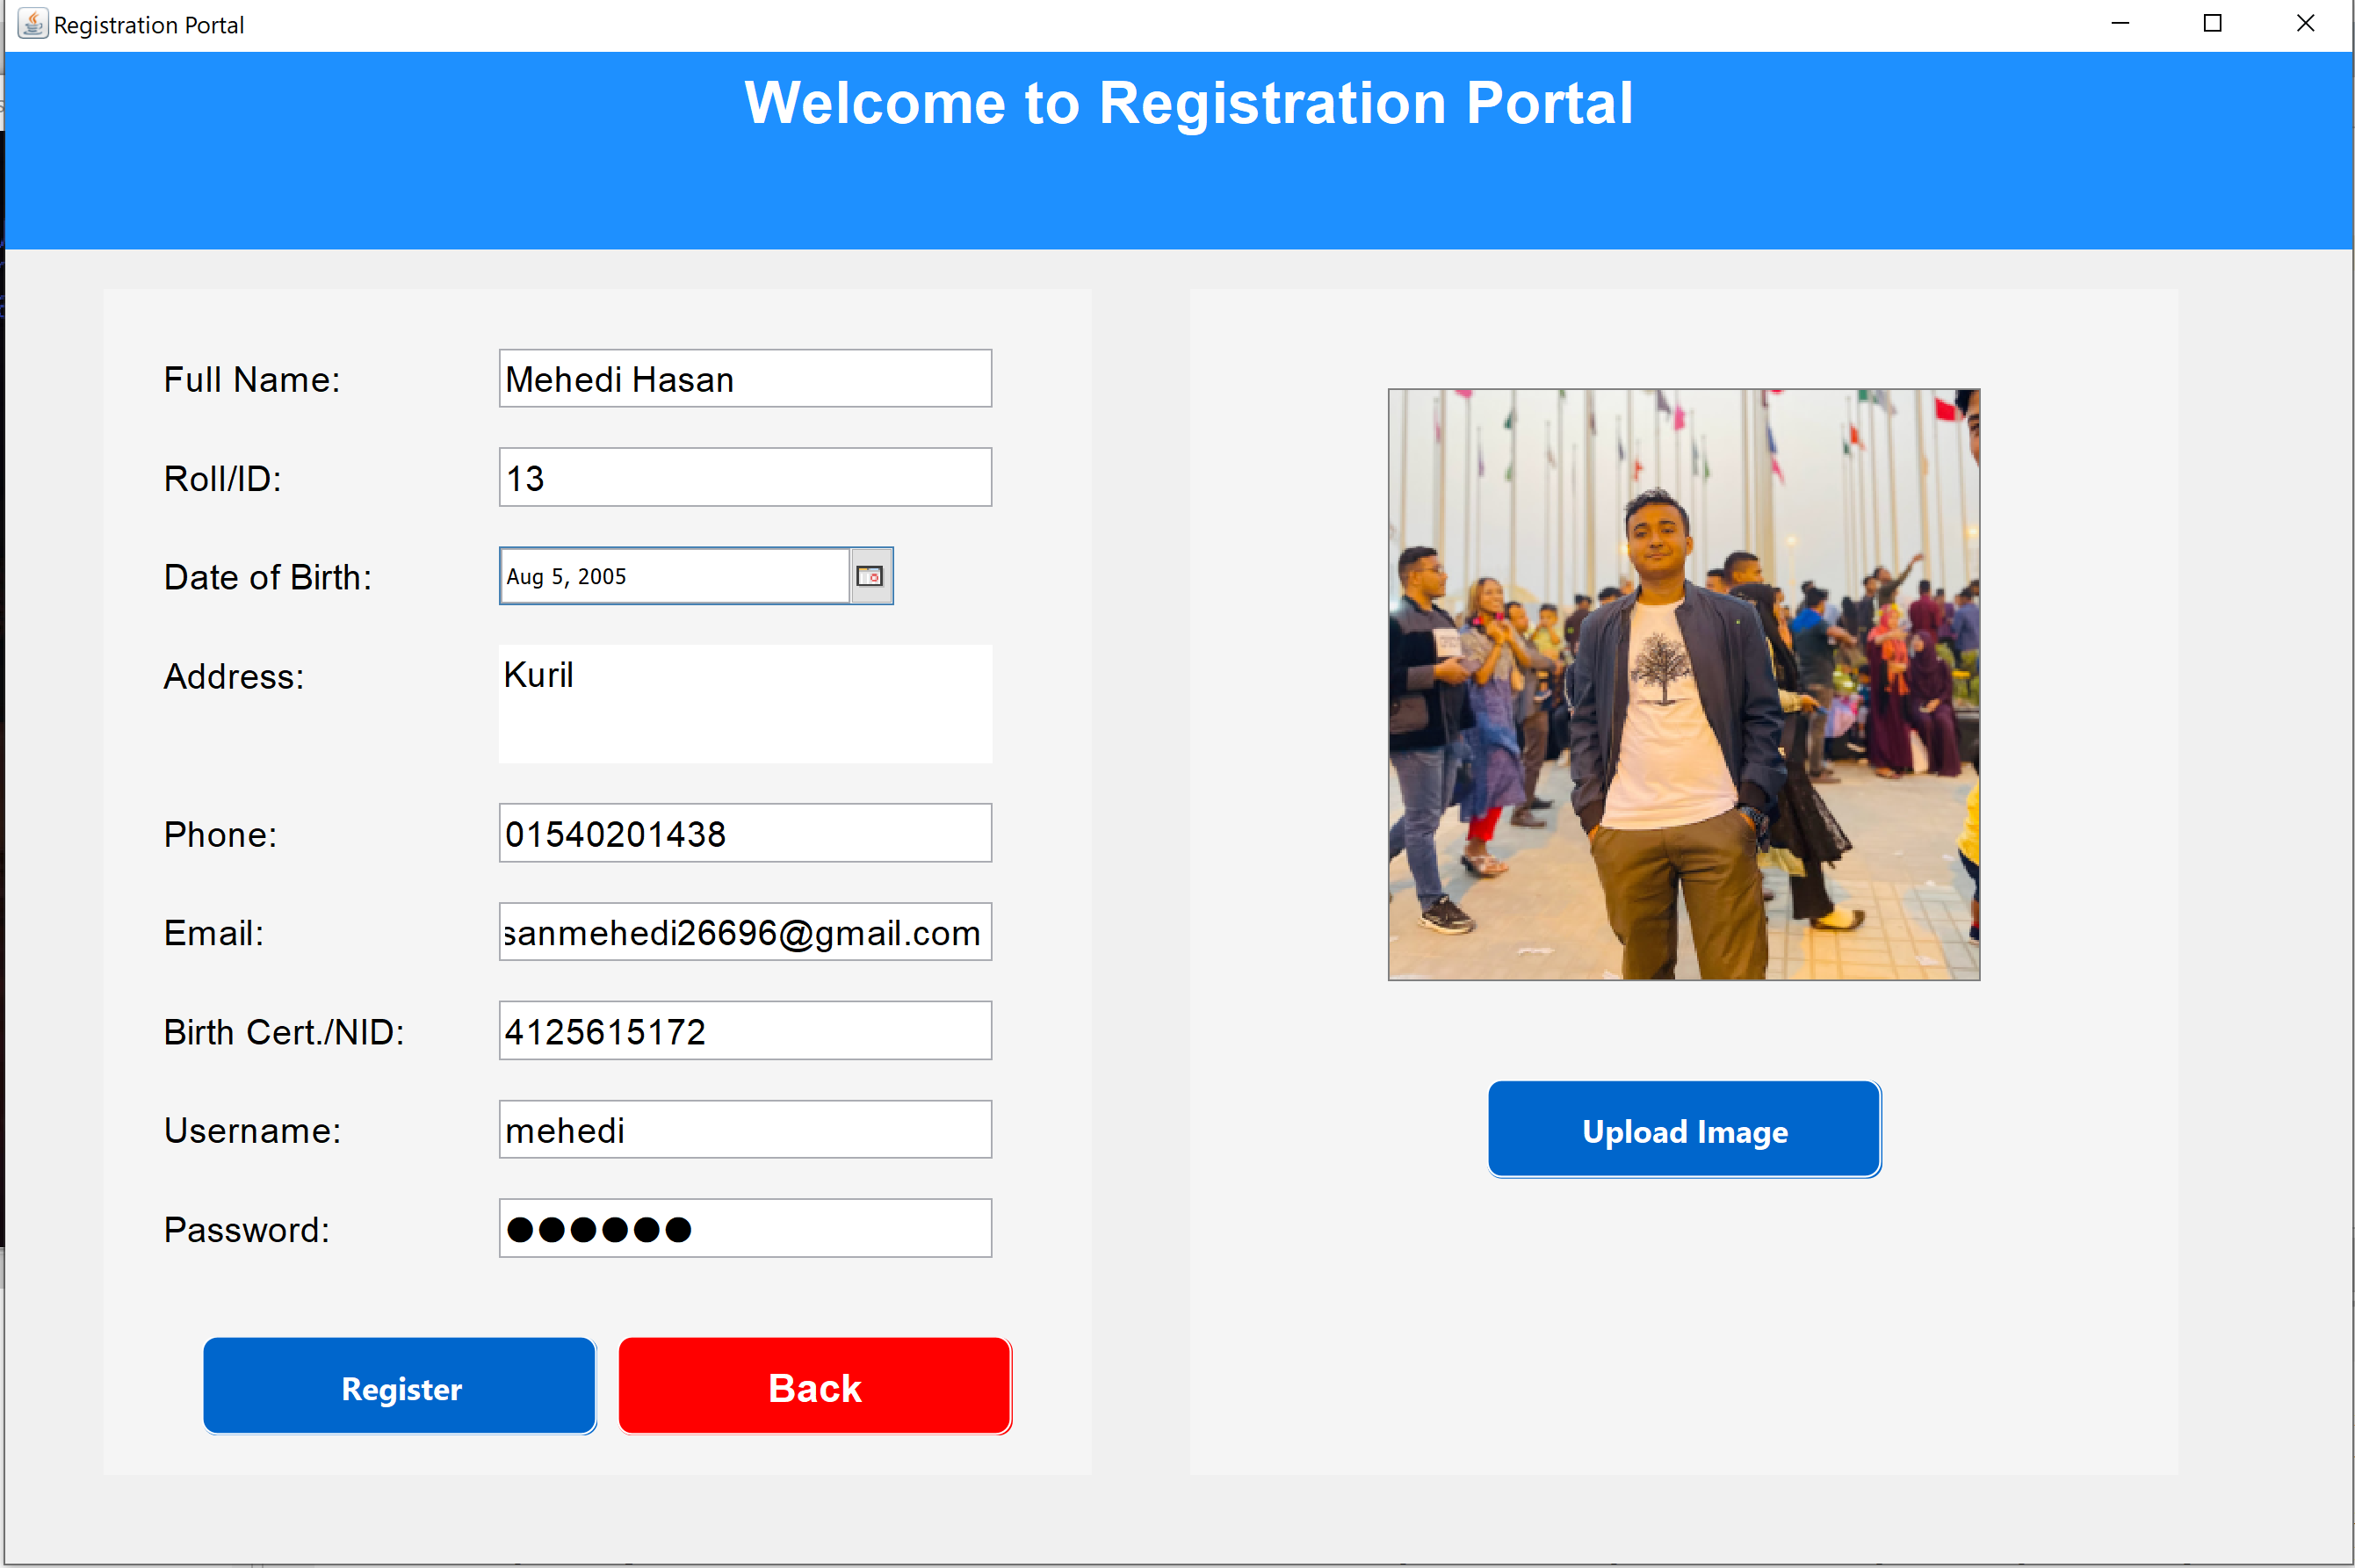 Registration Portal
Welcome to Registration Portal
Full Name: Mehedi Hasan
Roll/ID: 13
Date of Birth: Aug 5, 2005
Address: Kuril
Phone: 01540201438
Email: sanmehedi26696@gmail.com
Birth Cert./NID: 4125615172
Username: mehedi
Password: ●●●●●●
Upload Image
Register Back